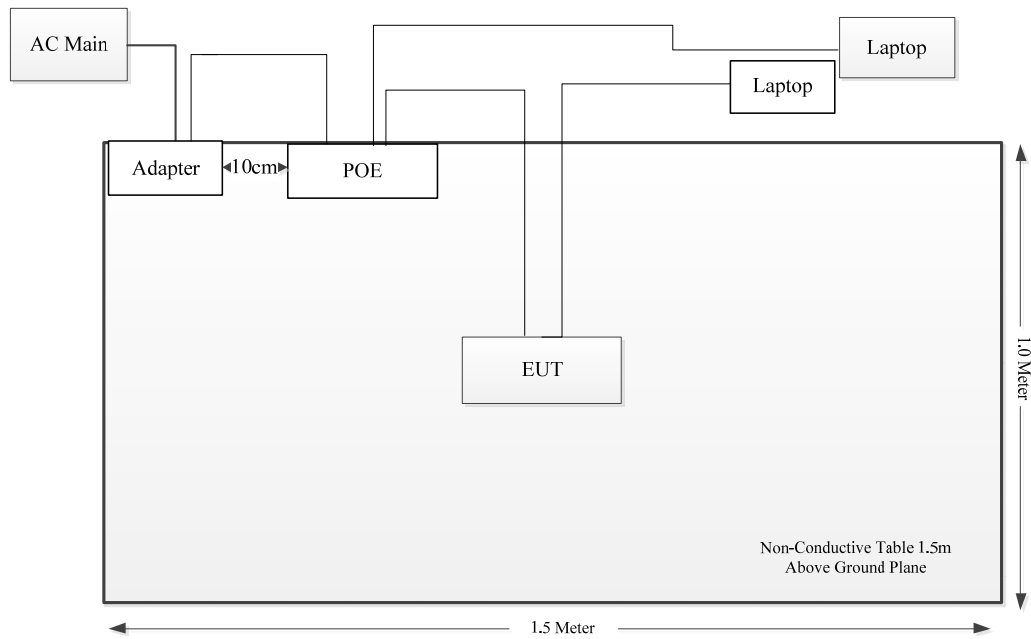 AC Main
Laptop
Laptop
Adapter
10cm
POE
EUT
1.0 Meter
Non-Conductive Table 1.5m
Above Ground Plane
1.5 Meter